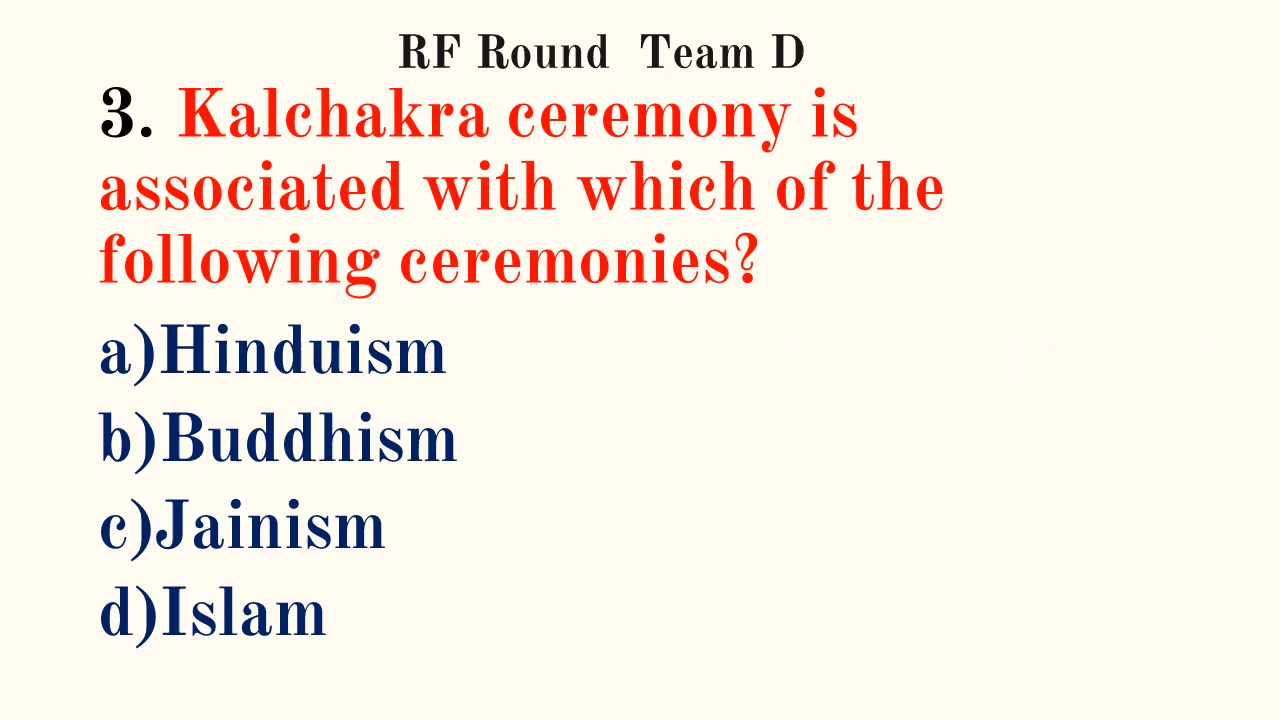 RF Round  Team D
3. Kalchakra ceremony is
associated with which of the
following ceremonies?
a)Hinduism
b)Buddhism
c)Jainism
d)Islam